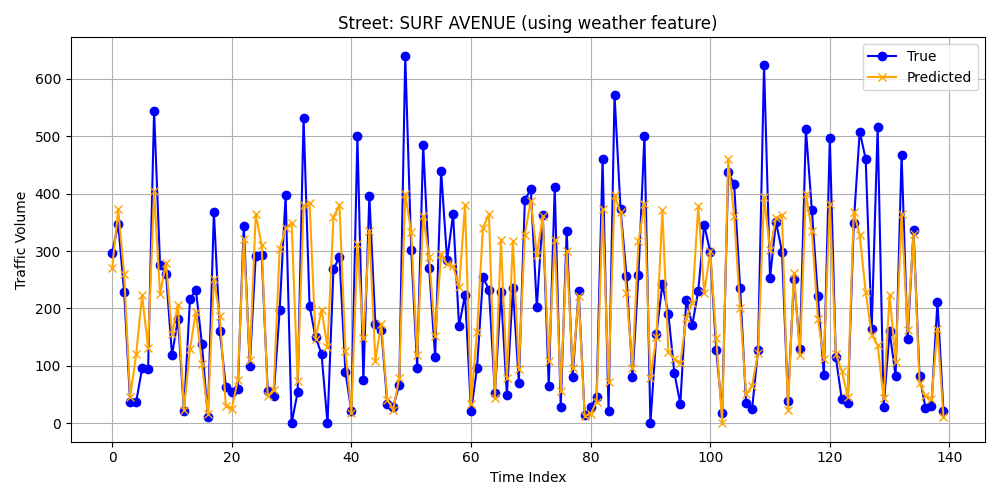 Street: SURF AVENUE (using weather feature)
True
Predicted
Traffic Volume
600
500
400
300
200
100
0
0 20 40 60 80 100 120 140
Time Index